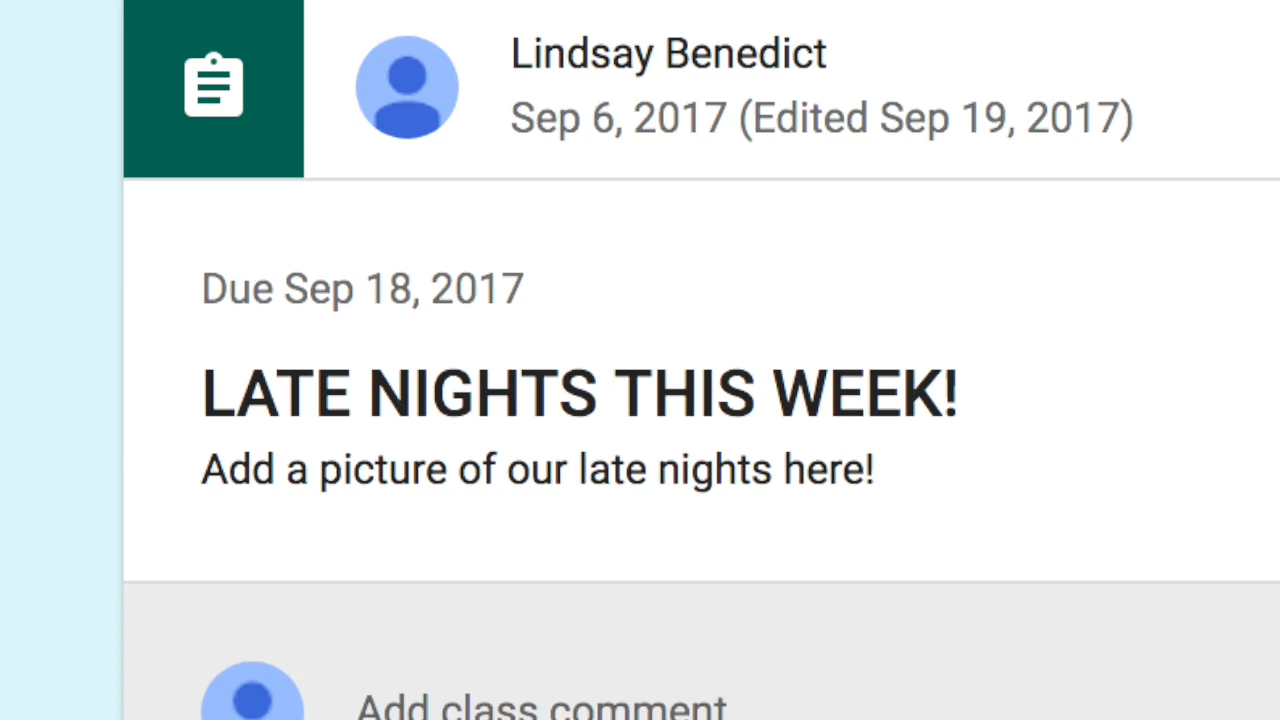 Lindsay Benedict
Sep 6, 2017 (Edited Sep 19, 2017)
Due Sep 18, 2017
LATE NIGHTS THIS WEEK!
Add a picture of our late nights here!
Add class comment